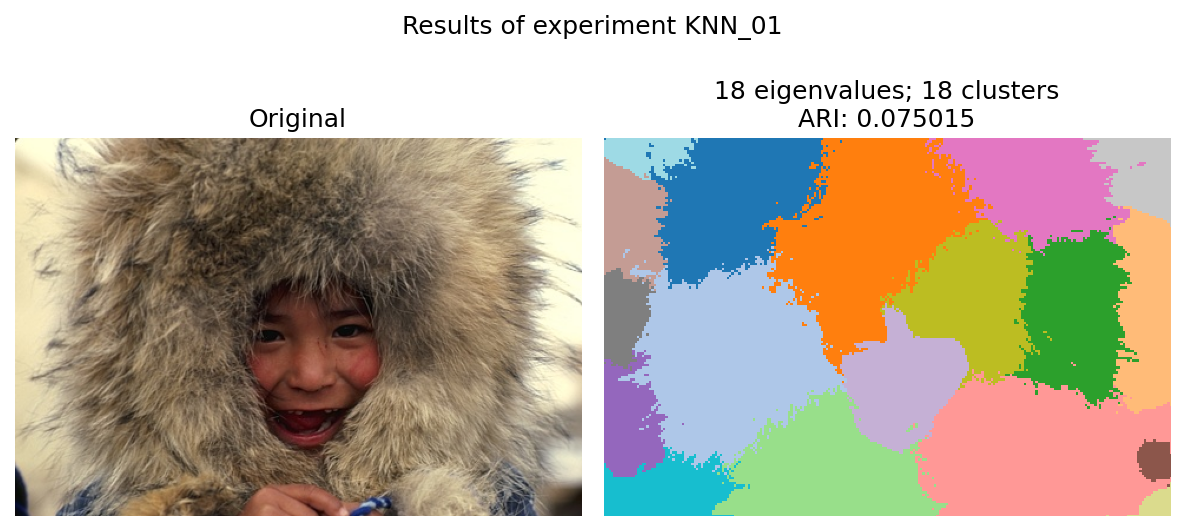 Results of experiment KNN_01
Original
18 eigenvalues; 18 clusters
ARI: 0.075015